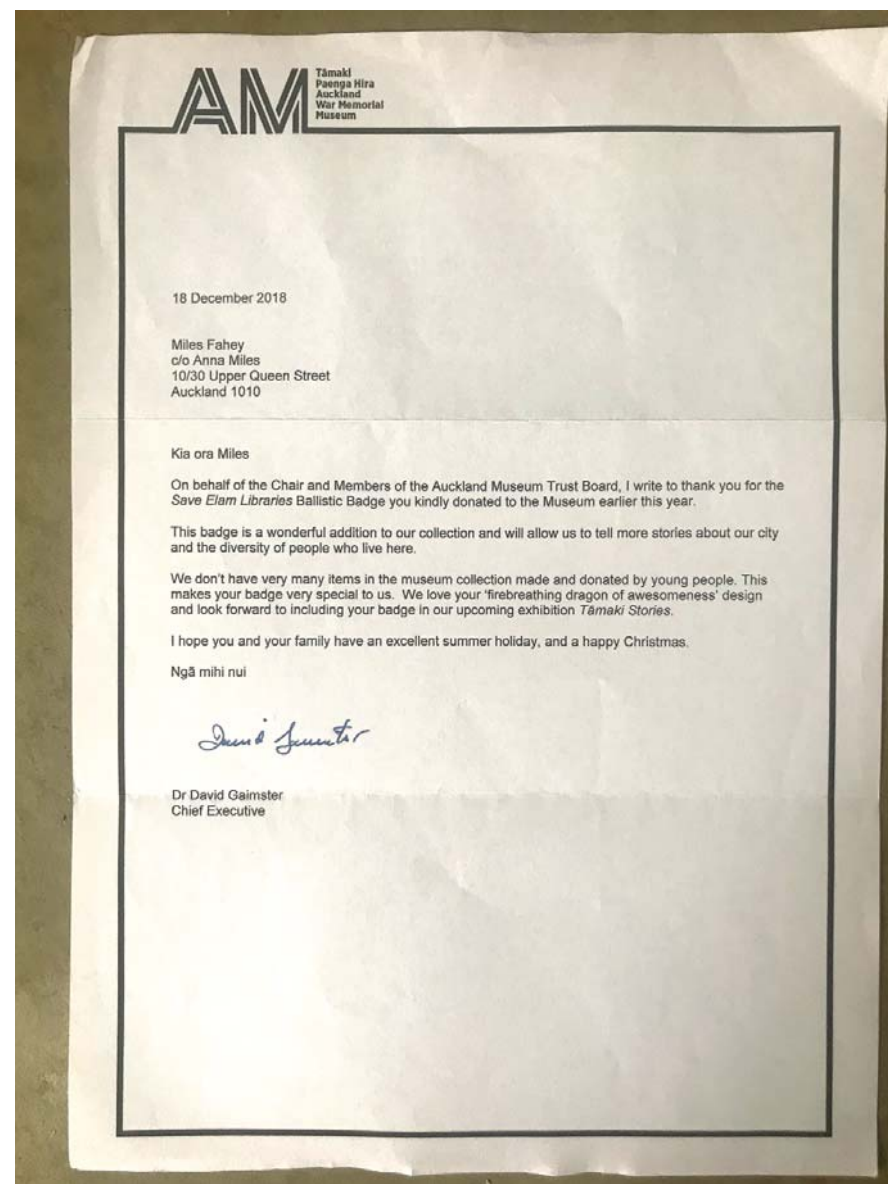 AM
Tāmaki
Paenga Hira
Auckland
War Memorial
Museum
18 December 2018
Miles Fahey
c/o Anna Miles
10/30 Upper Queen Street
Auckland 1010
Kia ora Miles
On behalf of the Chair and Members of the Auckland Museum Trust Board, I write to thank you for the
Save Elam Libraries Ballistic Badge you kindly donated to the Museum earlier this year.
This badge is a wonderful addition to our collection and will allow us to tell more stories about our city
and the diversity of people who live here.
We don't have very many items in the museum collection made and donated by young people. This
makes your badge very special to us.  We love your 'firebreathing dragon of awesomeness' design
and look forward to including your badge in our upcoming exhibition Tāmaki Stories.
I hope you and your family have an excellent summer holiday, and a happy Christmas.
Ngā mihi nui
David Gaimster
Dr David Gaimster
Chief Executive